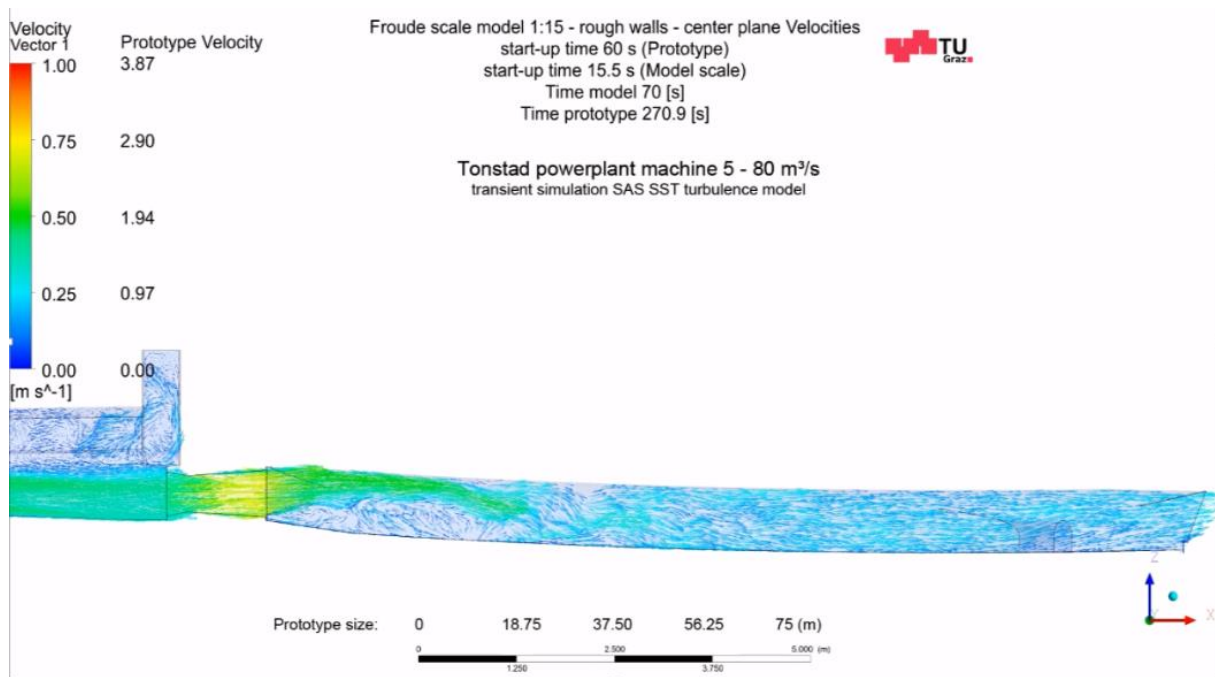 Velocity
Vector 1
Prototype Velocity
1.00 3.87
0.75 2.90
0.50 1.94
0.25 0.97
0.00 0.00
[m s^-1]
Froude scale model 1:15 - rough walls - center plane Velocities
start-up time 60 s (Prototype)
start-up time 15.5 s (Model scale)
Time model 70 [s]
Time prototype 270.9 [s]
TU
Graz
Tonstad powerplant machine 5 - 80 m³/s
transient simulation SAS SST turbulence model
Z
X
Prototype size: 0 18.75 37.50 56.25 75 (m)
0 2.500 5.000 (m)
1.250 3.750